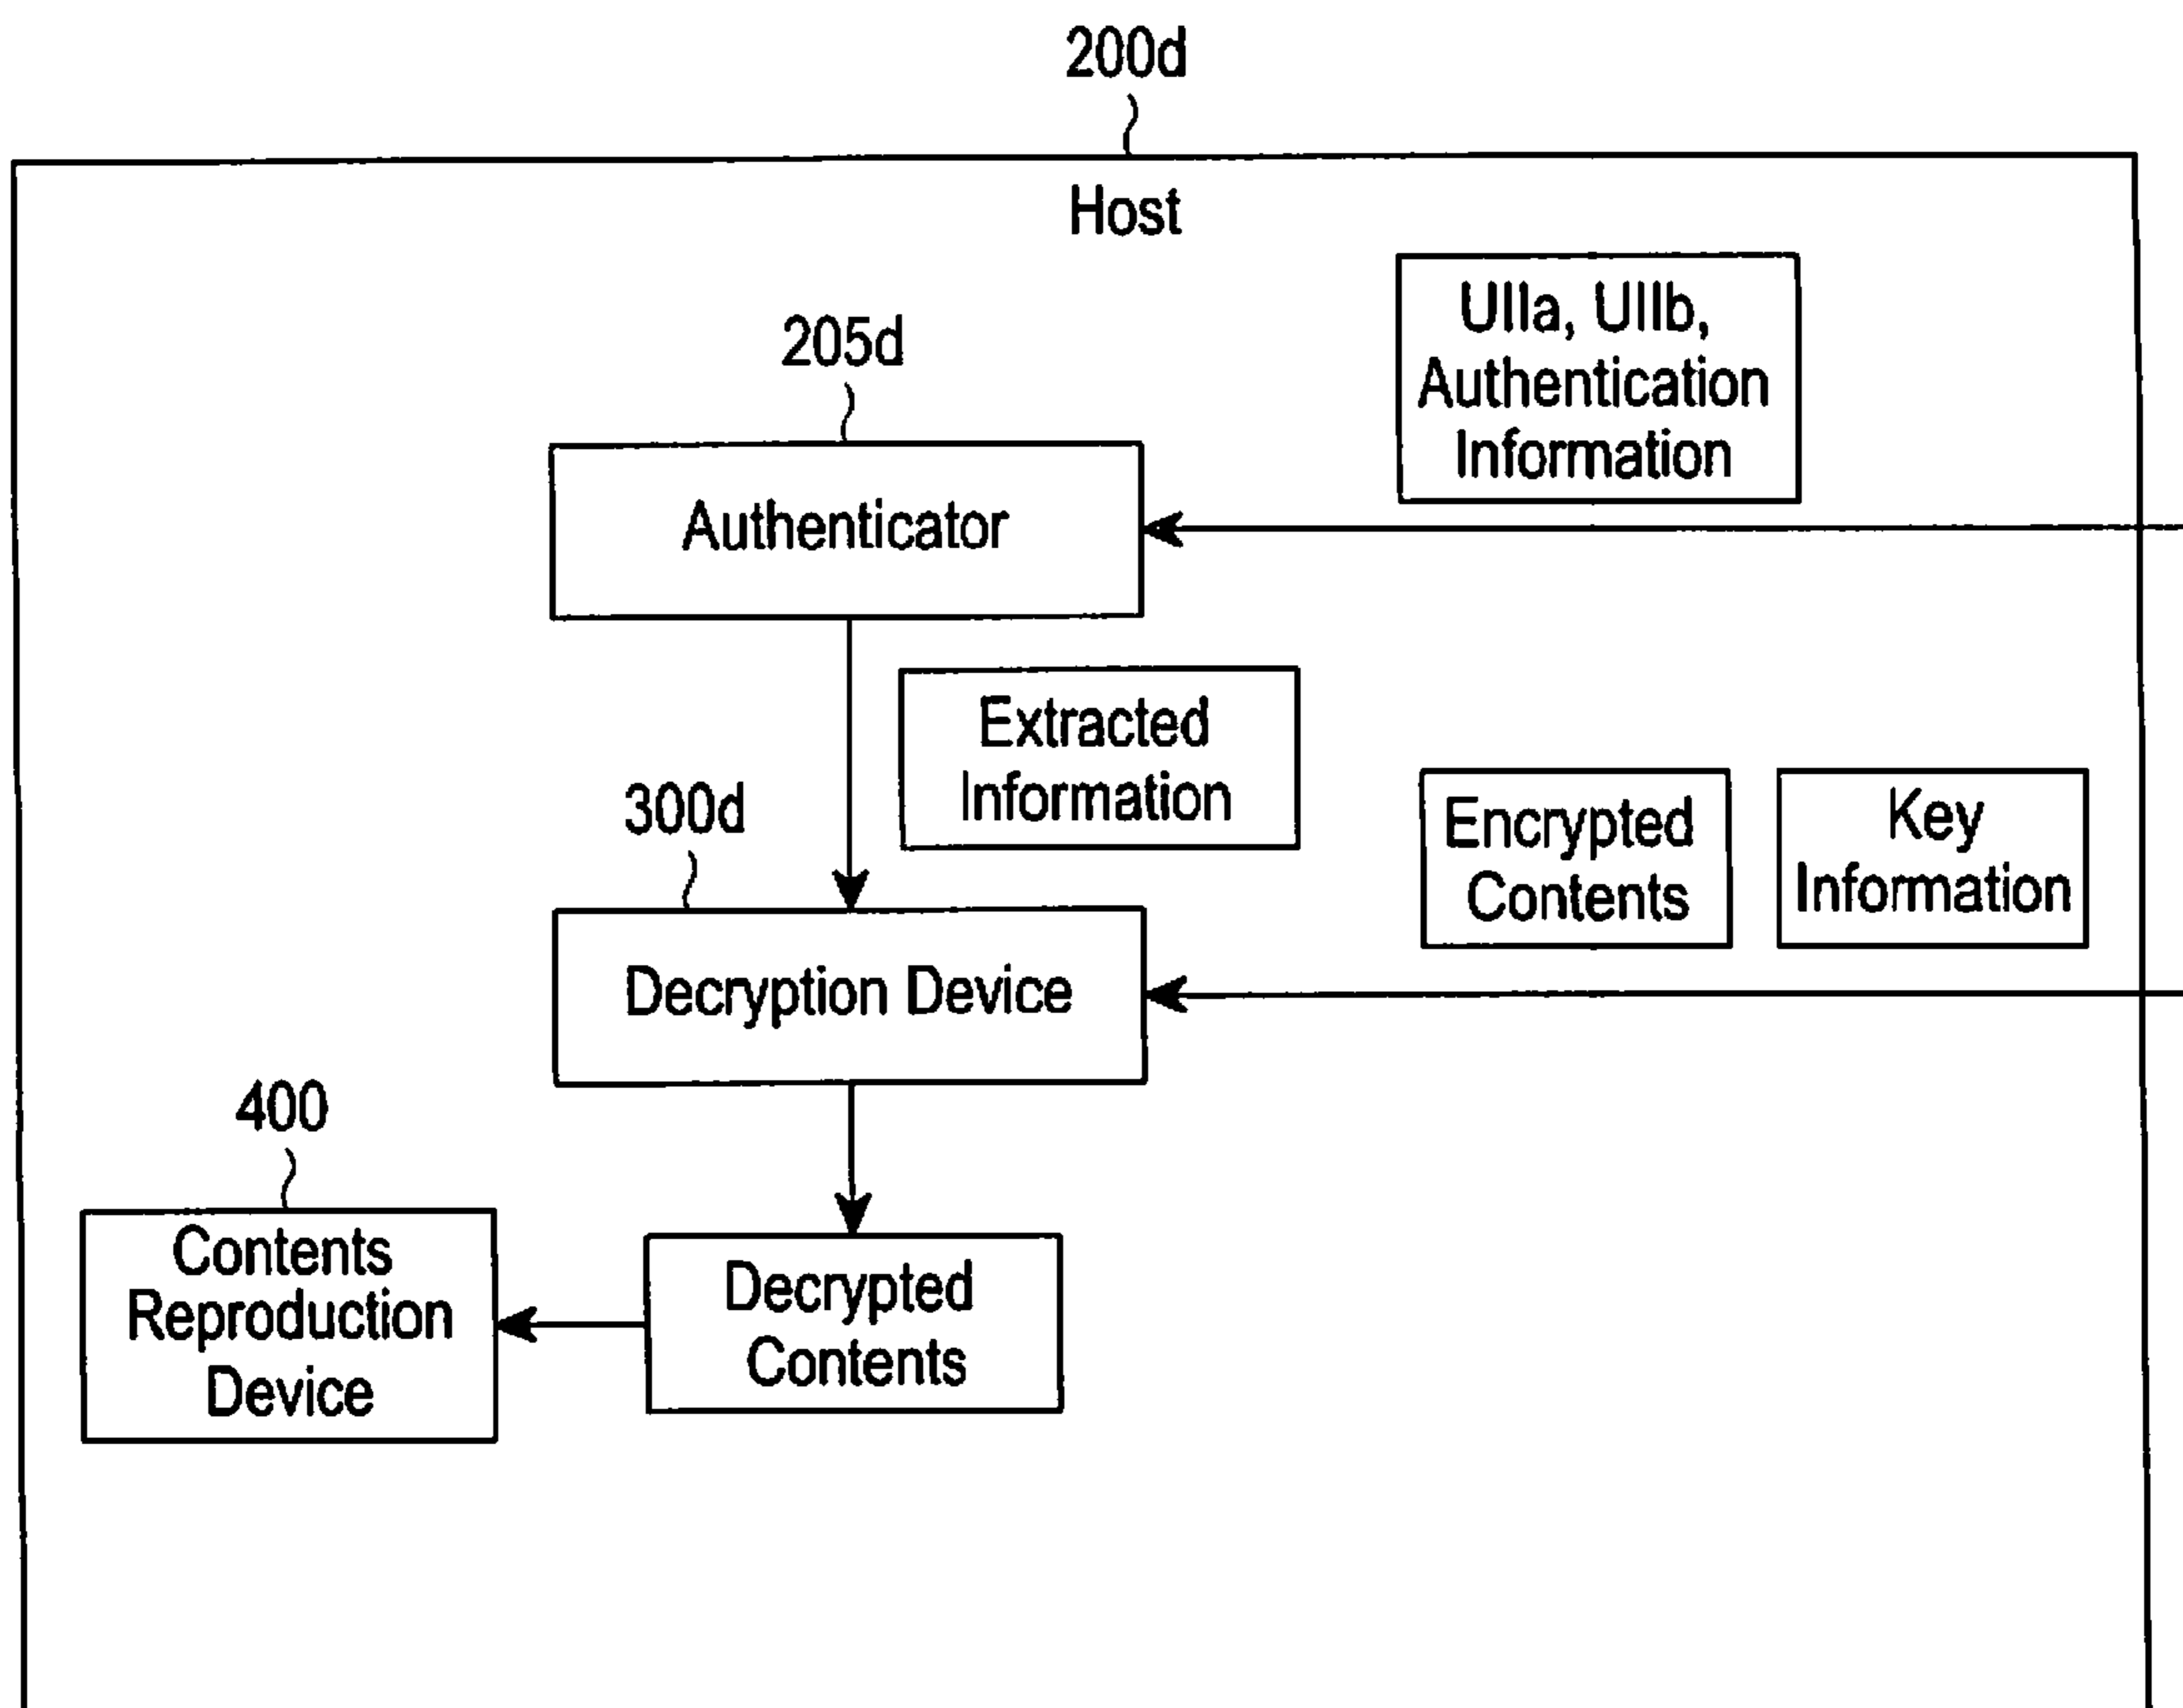 200d
Host
UIIa, UIIb,
Authentication
Information
205d
Authenticator
Extracted
Information
300d
Encrypted
Contents
Key
Information
Decryption Device
400
Contents
Reproduction
Device
Decrypted
Contents